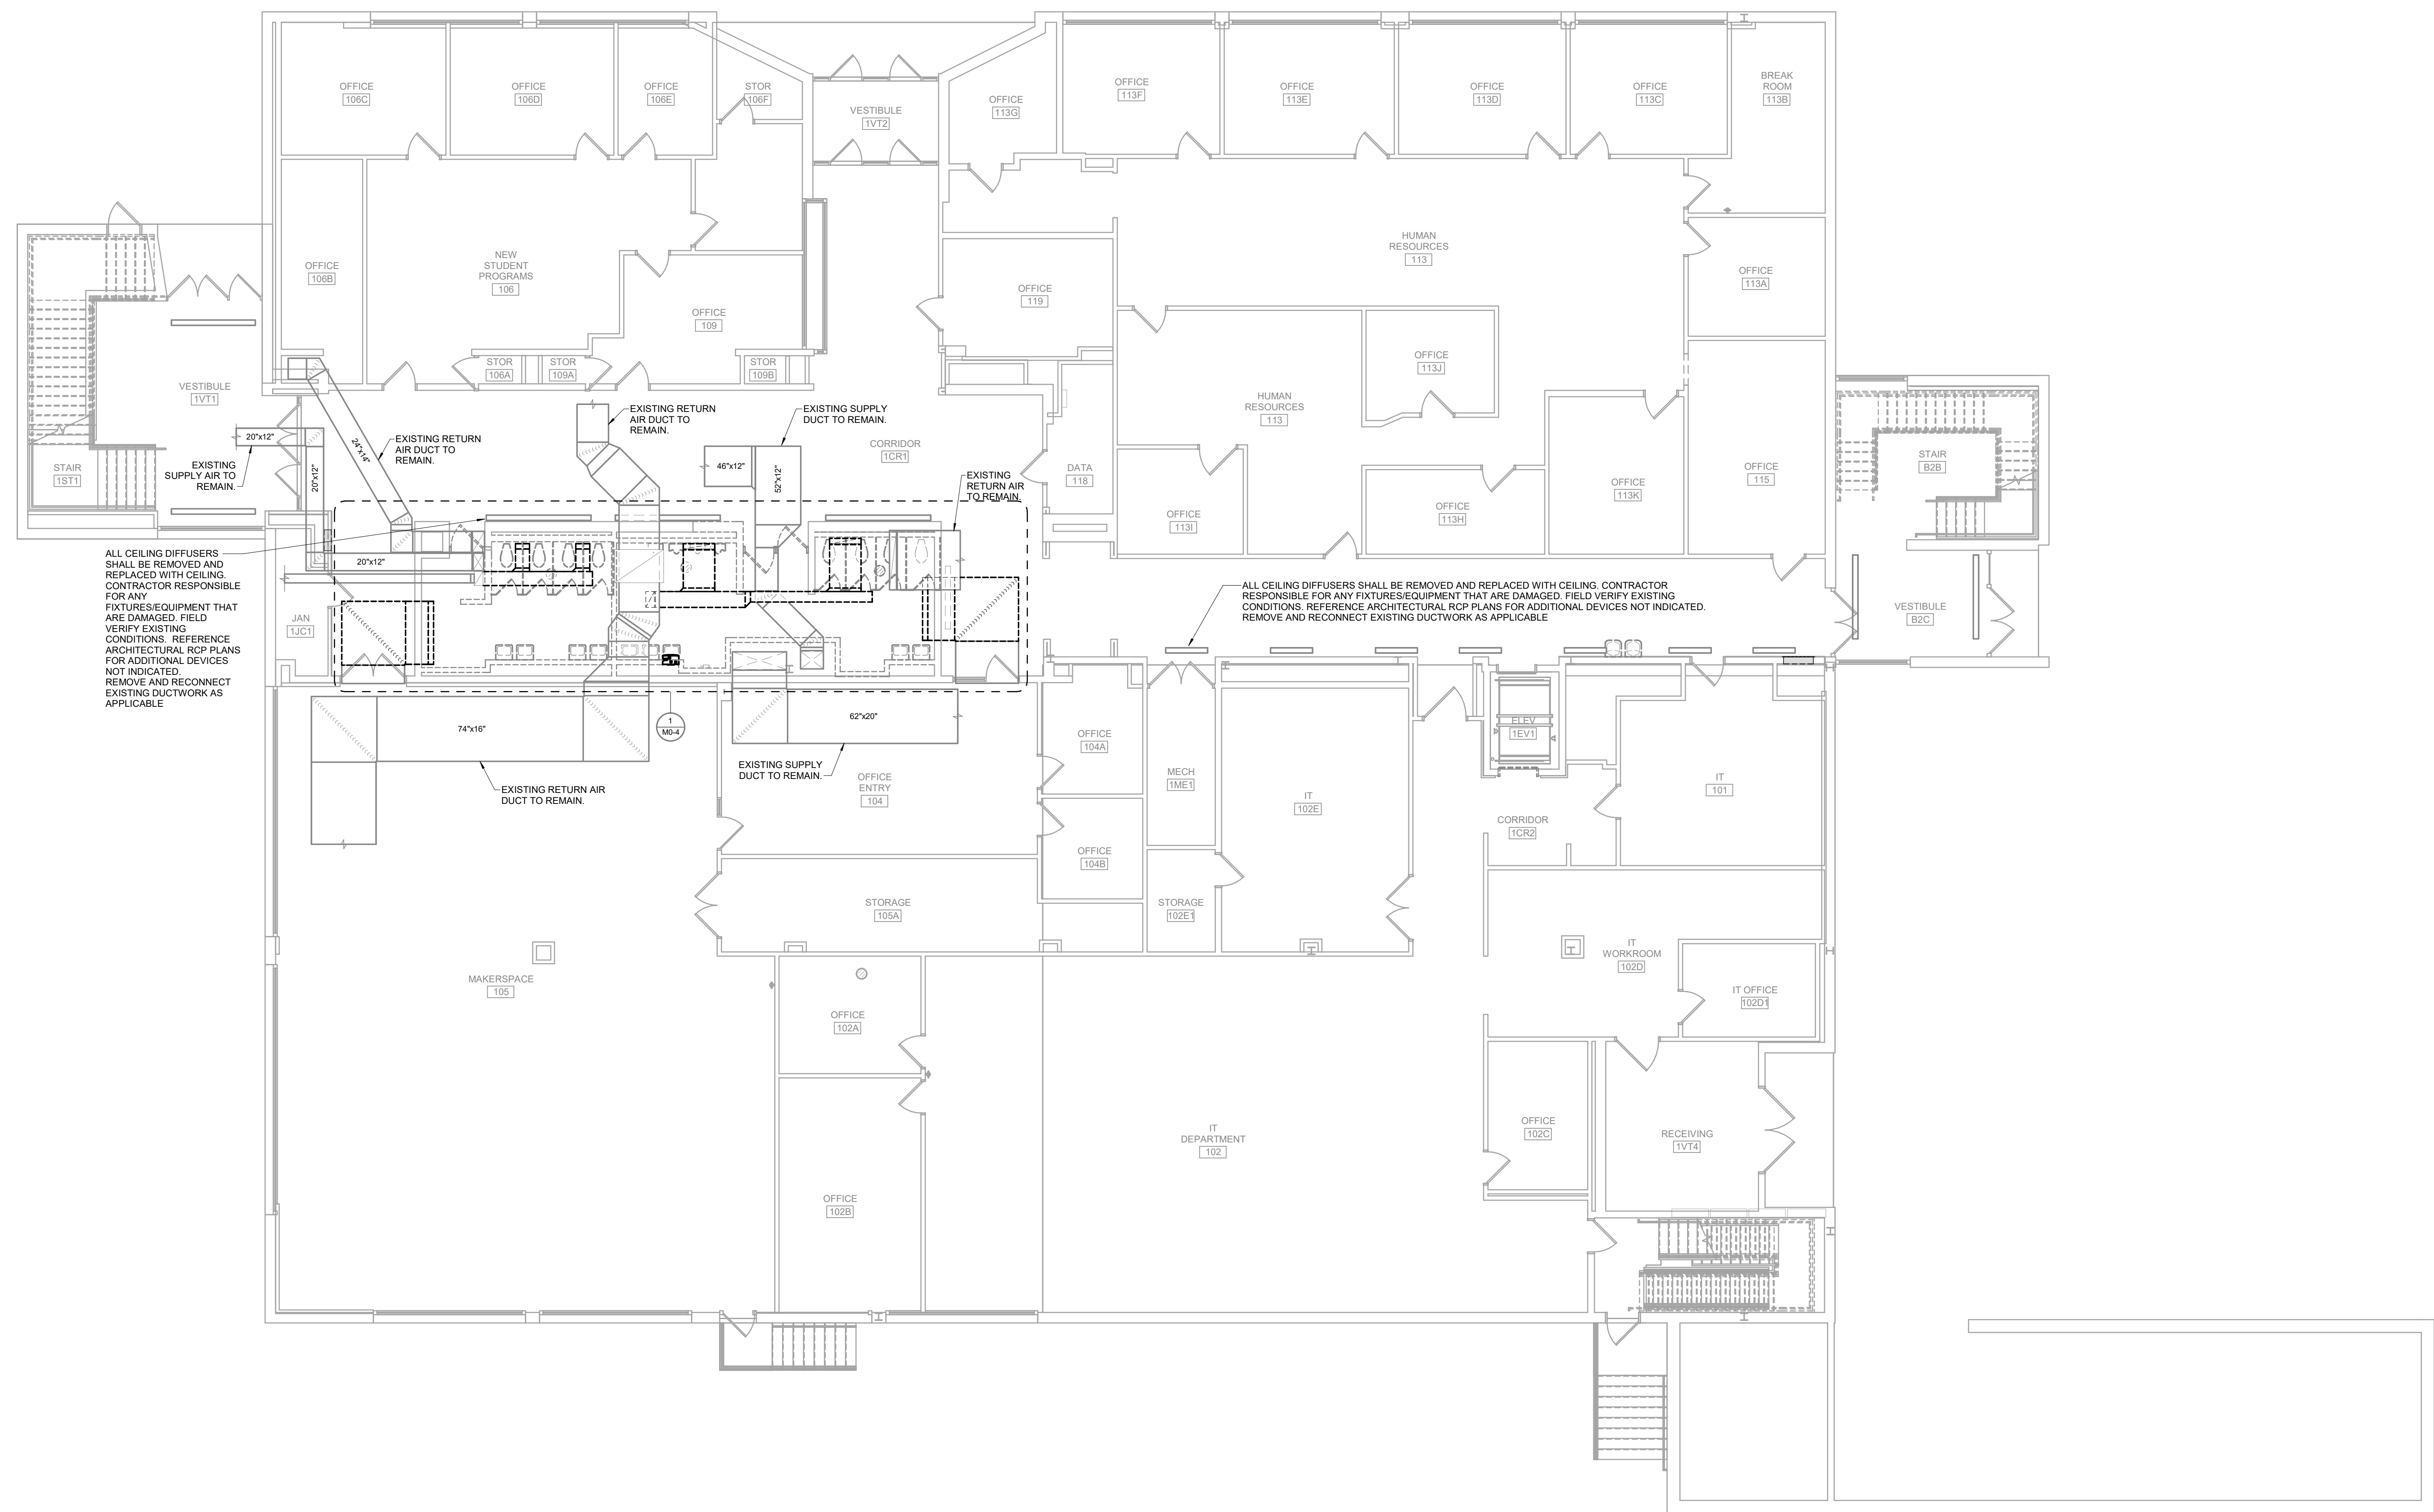 OFFICE
106C
OFFICE
106D
OFFICE
106E
STOR
106F
VESTIBULE
1VT2
OFFICE
113G
OFFICE
113F
OFFICE
113E
OFFICE
113D
OFFICE
113C
BREAK
ROOM
113B
OFFICE
106B
NEW
STUDENT
PROGRAMS
106
OFFICE
109
OFFICE
119
HUMAN
RESOURCES
113
OFFICE
113A
STOR
106A
STOR
109A
STOR
109B
OFFICE
113J
VESTIBULE
1VT1
HUMAN
RESOURCES
113
STAIR
1ST1
20"x12"
EXISTING
SUPPLY AIR TO
REMAIN.
20"x12"
24"x14"
EXISTING RETURN
AIR DUCT TO
REMAIN.
EXISTING RETURN
AIR DUCT TO
REMAIN.
EXISTING SUPPLY
DUCT TO REMAIN.
46"x12"
52"x12"
CORRIDOR
1CR1
EXISTING
RETURN AIR
TO REMAIN.
DATA
118
OFFICE
113I
OFFICE
113H
OFFICE
113K
OFFICE
115
STAIR
B2B
VESTIBULE
B2C
ALL CEILING DIFFUSERS
SHALL BE REMOVED AND
REPLACED WITH CEILING.
CONTRACTOR RESPONSIBLE
FOR ANY
FIXTURES/EQUIPMENT THAT
ARE DAMAGED. FIELD
VERIFY EXISTING
CONDITIONS. REFERENCE
ARCHITECTURAL RCP PLANS
FOR ADDITIONAL DEVICES
NOT INDICATED.
REMOVE AND RECONNECT
EXISTING DUCTWORK AS
APPLICABLE
20"x12"
JAN
1JC1
ALL CEILING DIFFUSERS SHALL BE REMOVED AND REPLACED WITH CEILING. CONTRACTOR
RESPONSIBLE FOR ANY FIXTURES/EQUIPMENT THAT ARE DAMAGED. FIELD VERIFY EXISTING
CONDITIONS. REFERENCE ARCHITECTURAL RCP PLANS FOR ADDITIONAL DEVICES NOT INDICATED.
REMOVE AND RECONNECT EXISTING DUCTWORK AS APPLICABLE
74"x16"
1
M0-4
62"x20"
EXISTING RETURN AIR
DUCT TO REMAIN.
EXISTING SUPPLY
DUCT TO REMAIN.
OFFICE
ENTRY
104
OFFICE
104A
MECH
1ME1
IT
102E
ELEV
1EV1
IT
101
CORRIDOR
1CR2
OFFICE
104B
STORAGE
105A
STORAGE
102E1
IT
WORKROOM
102D
IT OFFICE
102D1
MAKERSPACE
105
OFFICE
102A
OFFICE
102B
IT
DEPARTMENT
102
OFFICE
102C
RECEIVING
1VT4